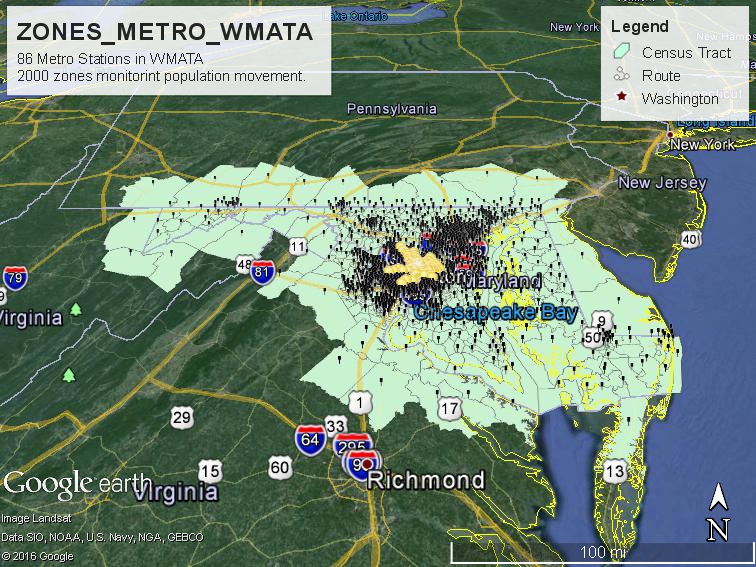 ZONES_METRO_WMATA
86 Metro Stations in WMATA
2000 zones monitorint population movement.
Legend
Census Tract
Route
Washington
Lake Ontario
New York
Pennsylvania
Long Island
New York
New Jersey
40
11
48
81
79
Virginia
Maryland
Chesapeake Bay
9
50
1
17
29
33
64
295
15
60
13
Richmond
Virginia
Google earth
Image Landsat
Data SIO, NOAA, U.S. Navy, NGA, GEBCO
© 2016 Google
N
100 mi